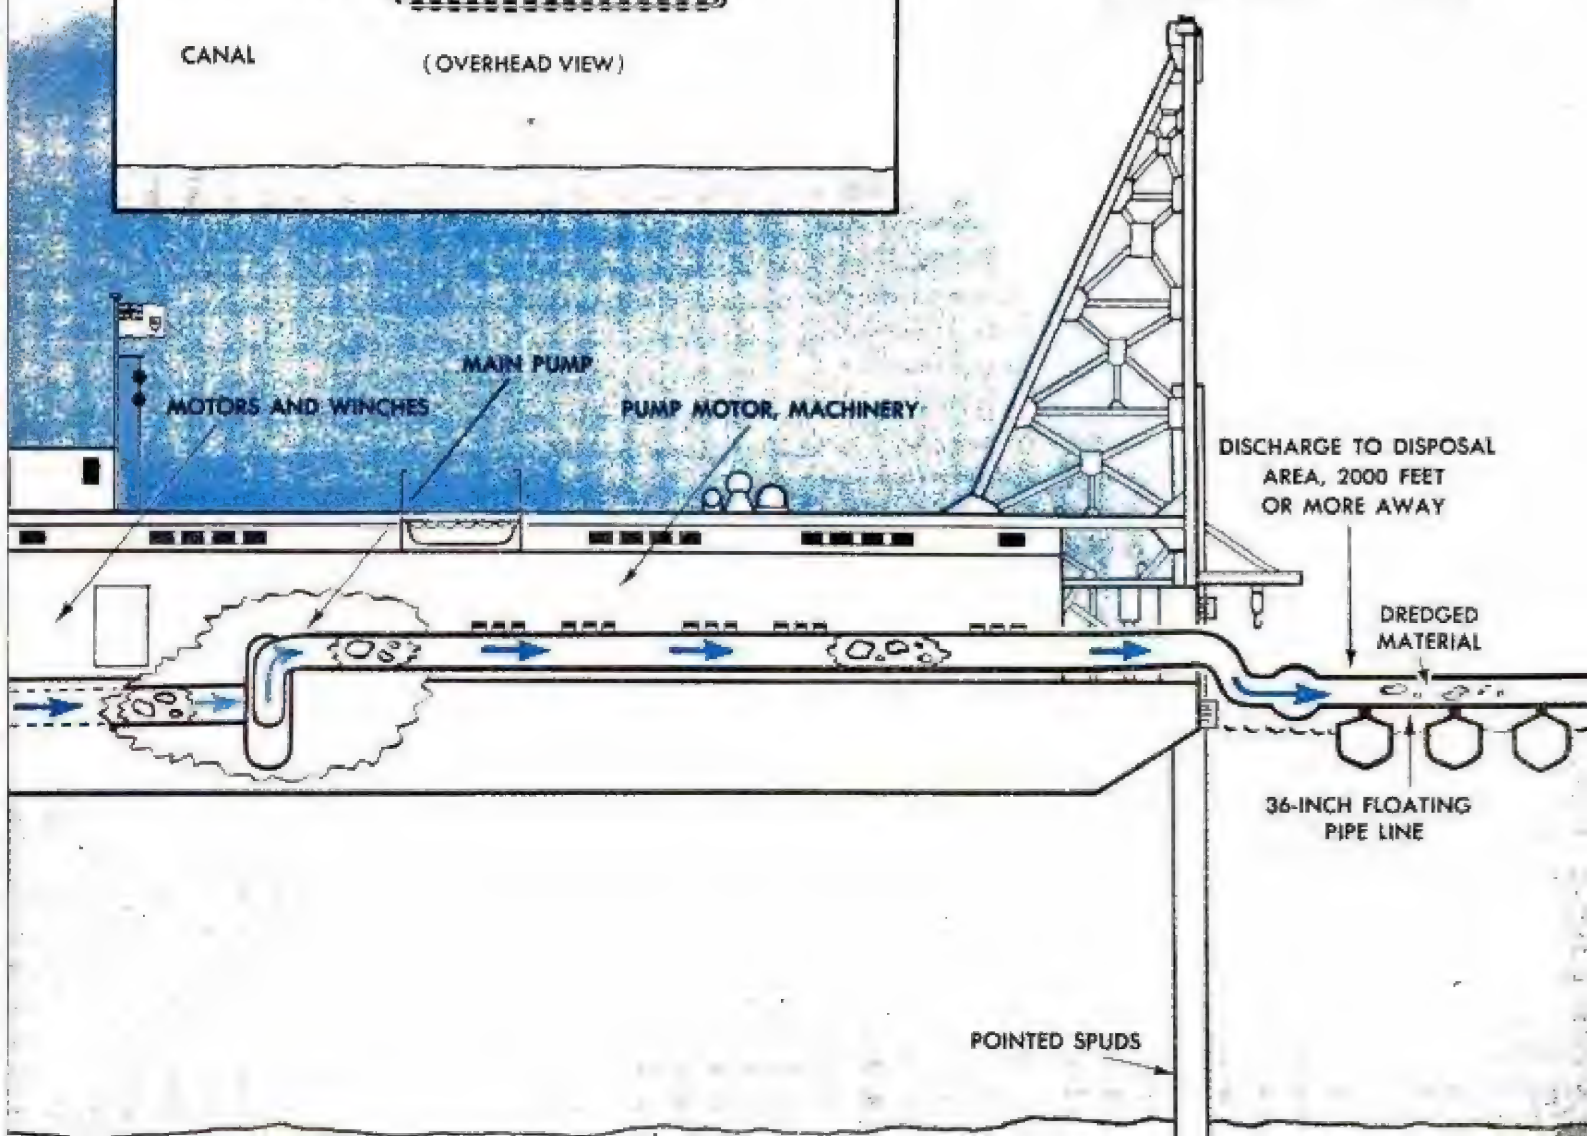 CANAL
(OVERHEAD VIEW)
MAIN PUMP
MOTORS AND WINCHES
PUMP MOTOR, MACHINERY
DISCHARGE TO DISPOSAL
AREA, 2000 FEET
OR MORE AWAY
DREDGED
MATERIAL
36-INCH FLOATING
PIPE LINE
POINTED SPUDS